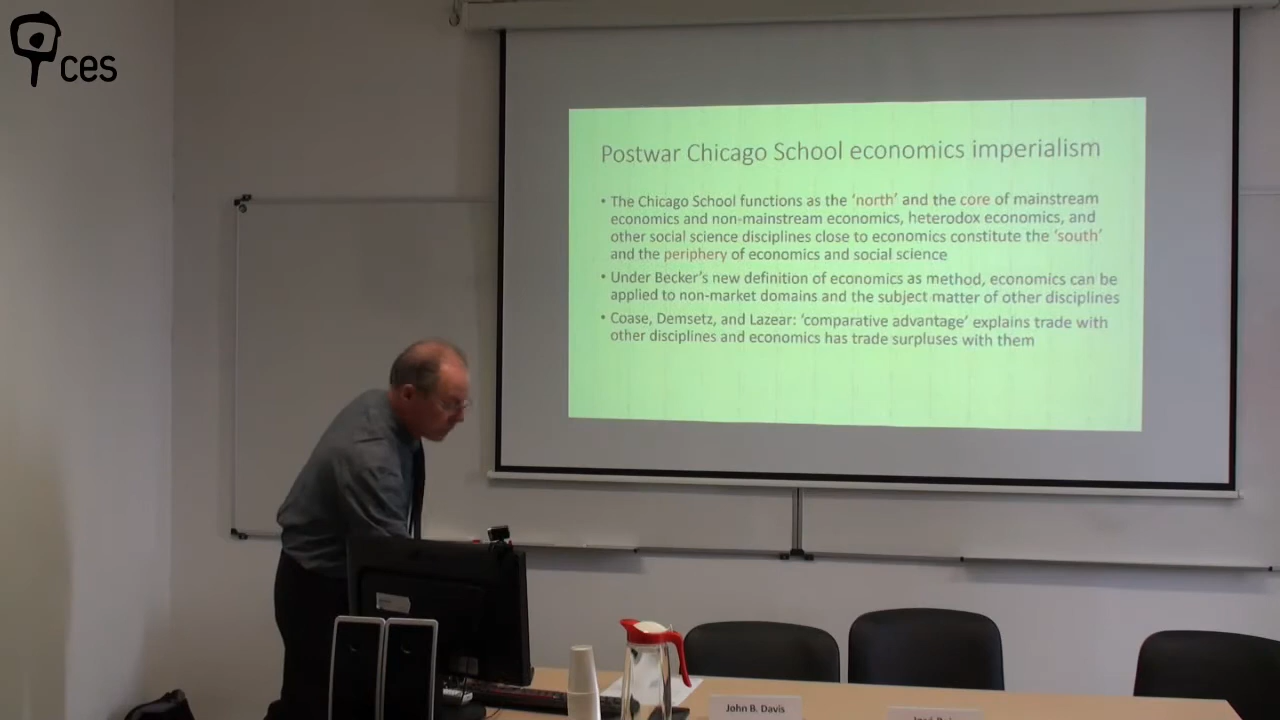 ces
Postwar Chicago School economics imperialism
• The Chicago School functions as the ‘north’ and the core of mainstream
economics and non-mainstream economics, heterodox economics, and
other social science disciplines close to economics constitute the ‘south’
and the periphery of economics and social science
• Under Becker’s new definition of economics as method, economics can be
applied to non-market domains and the subject matter of other disciplines
• Coase, Demsetz, and Lazear: ‘comparative advantage’ explains trade with
other disciplines and economics has trade surpluses with them
John B. Davis